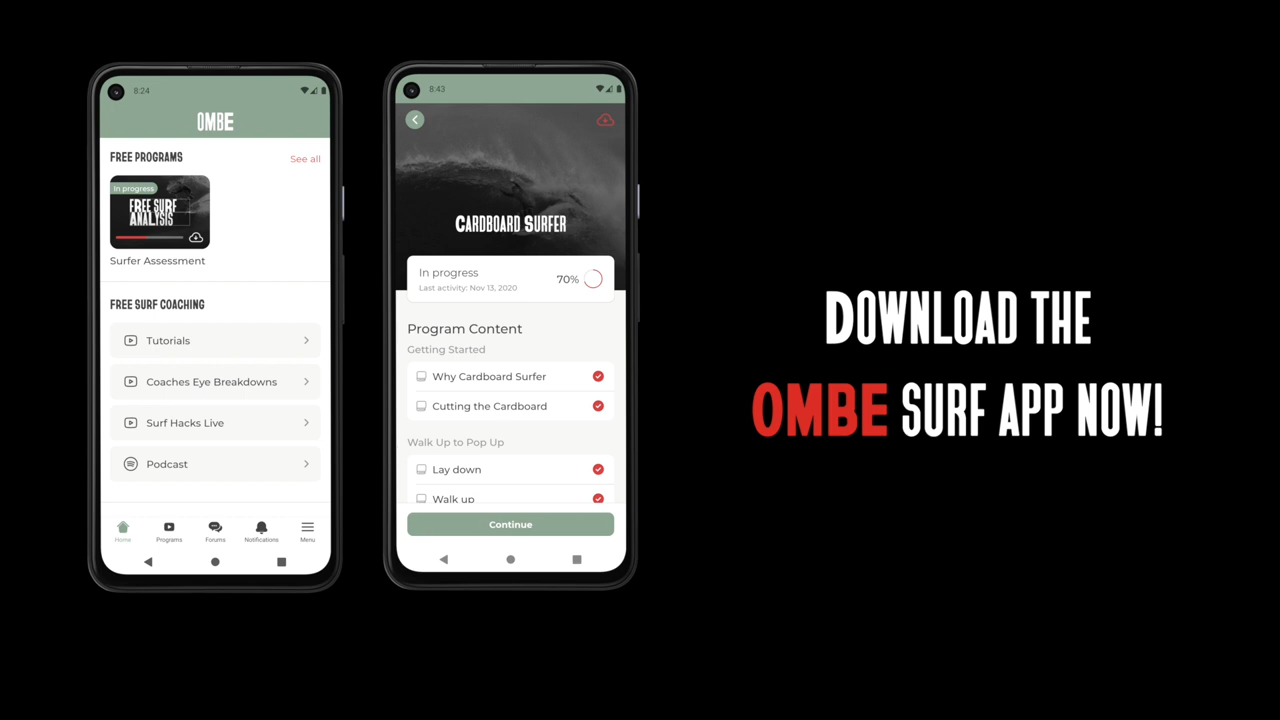 8:24
OMBE
FREE PROGRAMS
See all
In progress
FREE SURF
ANALYSIS
Surfer Assessment
FREE SURF COACHING
Tutorials
Coaches Eye Breakdowns
Surf Hacks Live
Podcast
Home
Programs
Forums
Notifications
Menu
8:43
CARDBOARD SURFER
In progress
70%
Last activity: Nov 13, 2020
Program Content
Getting Started
Why Cardboard Surfer
Cutting the Cardboard
Walk Up to Pop Up
Lay down
Walk up
Continue
DOWNLOAD THE
OMBE SURF APP NOW!